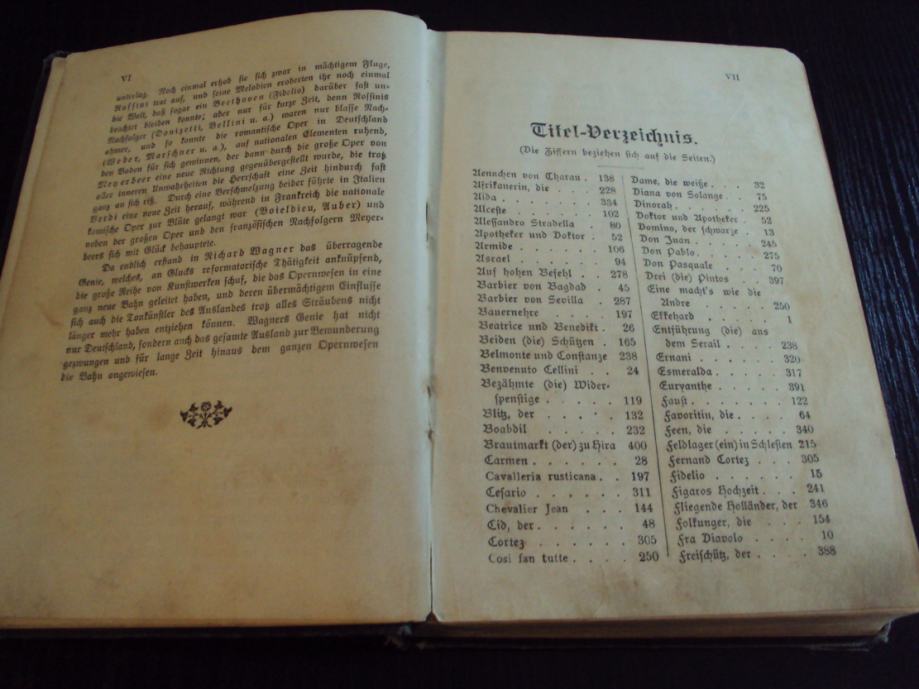 VI
unterlag. Noch einmal erhob sie sich zwar in mächtigem Fluge,
Rossini trat auf, und seine Melodien eroberten ihr noch einmal
die Welt, daß sogar ein Beethoven (Fidelio) darüber fast un-
beachtet bleiben konnte; aber nur für kurze Zeit, denn Rossinis
Nachfolger (Donizetti, Bellini u. a.) waren nur blasse Nach-
ahmer, und so konnte die romantische Oper in Deutschland
(Weber, Marschner u. a.), auf nationalen Elementen ruhend,
den Boden für sich gewinnen, der dann durch die große Oper von
Meyerbeer eine neue Richtung gegenübergestellt wurde, die trotz
aller inneren Unwahrheiten die Herrschaft eine Zeit hindurch fast
ganz an sich riß. Durch eine Verschmelzung beider führte in Italien
Verdi eine neue Zeit herauf, während in Frankreich die nationale
komische Oper zur Blüte gelangt war (Boieldieu, Auber) und
neben der großen Oper und den französischen Nachfolgern Meyer-
beers sich mit Glück behauptete.
Da endlich erstand in Richard Wagner das überragende
Genie, welches, an Glucks reformatorische Thätigkeit anknüpfend,
die große Reihe von Kunstwerken schuf, die das Opernwesen in eine
ganz neue Bahn geleitet haben, und deren übermächtigem Einflusse
sich auch die Tonkünstler des Auslandes trotz alles Sträubens nicht
länger mehr haben entziehen können. Wagners Genie hat nicht
nur Deutschland, sondern auch das gesamte Ausland zur Bewunderung
gezwungen und für lange Zeit hinaus dem ganzen Opernwesen
die Bahn angewiesen.
VII
Titel-Verzeichnis.
(Die Ziffern beziehen sich auf die Seiten.)
Aennchen von Tharau . 138
Afrikanerin, die . . . . 228
Aida . . . . . . . . 334
Alceste . . . . . . . 102
Alessandro Stradella . . 80
Apotheker und Doktor . 52
Armide . . . . . . . 106
Asrael . . . . . . . 94
Auf hohen Befehl . . . 278
Barbier von Bagdad . . 45
Barbier von Sevilla . . 287
Bauernehre . . . . . 197
Beatrice und Benedikt . 26
Beiden (die) Schützen . . 165
Belmonte und Constanze 238
Benvenuto Cellini . . . 24
Bezähmte (die) Wider-
spenstige . . . . . 119
Blitz, der . . . . . . 132
Boabdil . . . . . . . 232
Brautmarkt (der) zu Hira 400
Carmen . . . . . . . 28
Cavalleria rusticana . . 197
Cesario . . . . . . . 311
Chevalier Jean . . . . 144
Cid, der . . . . . . . 48
Cortez . . . . . . . 305
Cosi fan tutte . . . . 250
Dame, die weiße . . . . 32
Diana von Solange . . . 75
Dinorah . . . . . . . 225
Doktor und Apotheker . 52
Domino, der schwarze . . 13
Don Juan . . . . . . 245
Don Pablo . . . . . . 275
Don Pasquale . . . . 70
Drei (die) Pintos . . . 397
Eine macht's wie die
Andre . . . . . . . 250
Ekkehard . . . . . . 1
Entführung (die) aus
dem Serail . . . . . 238
Ernani . . . . . . . 320
Esmeralda . . . . . . 317
Euryanthe . . . . . . 391
Faust . . . . . . . . 122
Favoritin, die . . . . . 64
Feen, die . . . . . . 340
Feldlager (ein) in Schlesien 215
Fernand Cortez . . . . 305
Fidelio . . . . . . . 15
Figaros Hochzeit . . . . 241
Fliegende Holländer, der 346
Folkunger, die . . . . 154
Fra Diavolo . . . . . 10
Freischütz, der . . . . 388